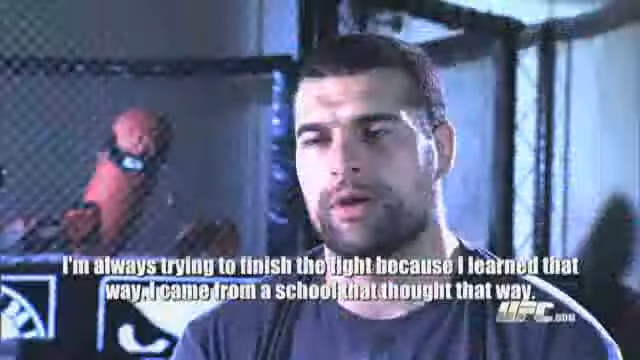 I'm always trying to finish the fight because I learned that
way, I came from a school that thought that way.
UFC.com